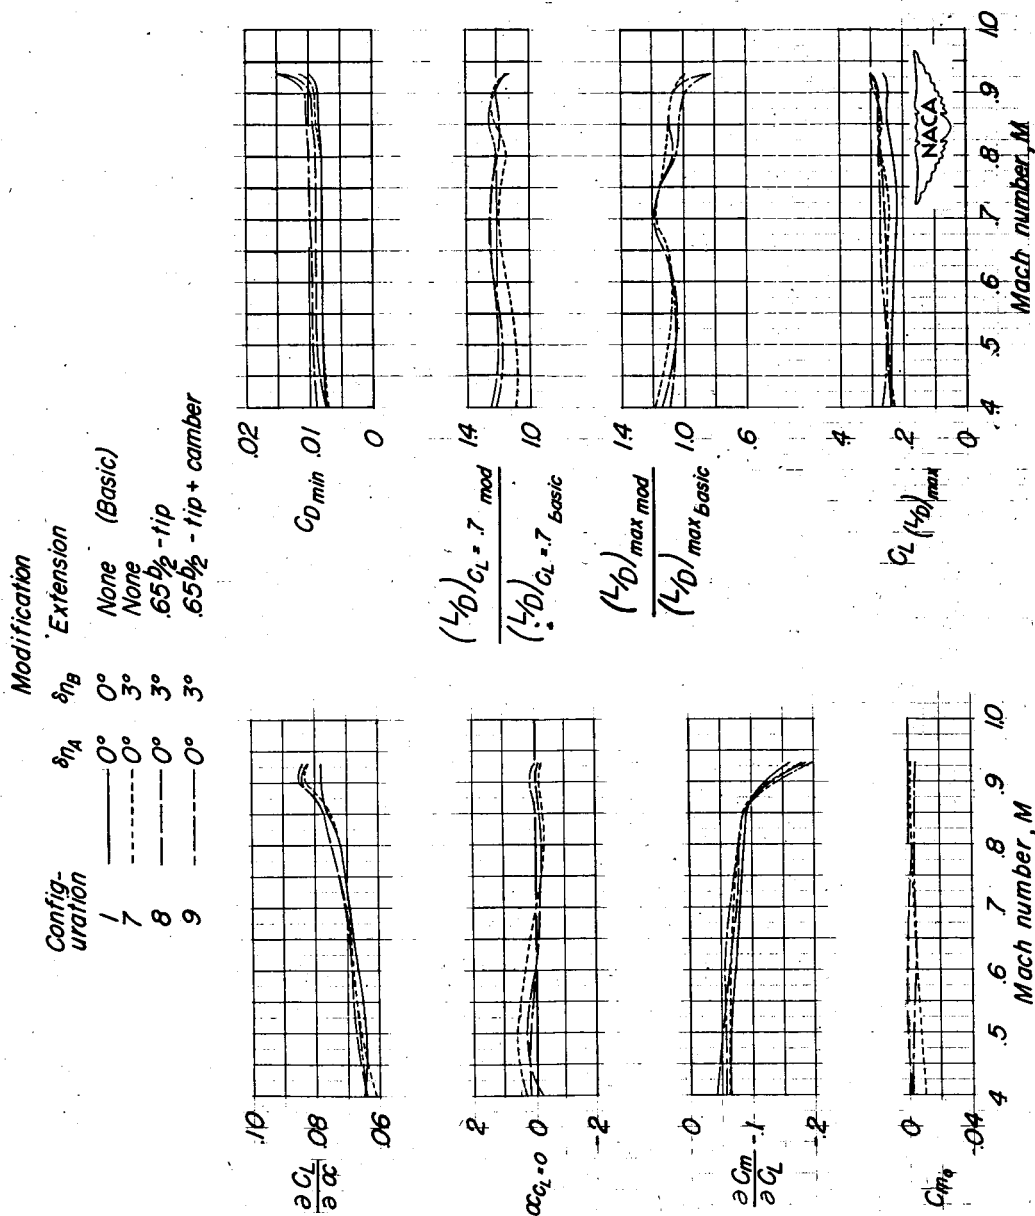 Modification
Config-
uration δnA δnB Extension
1 0° 0° None (Basic)
7 0° 3° None
8 0° 3° .65b/2 - tip
9 0° 3° .65b/2 - tip + camber
∂CL
∂α
.10
.08
.06
αCL=0
2
0
-2
∂Cm
∂CL
0
-.1
-.2
Cm0
0
-.04
.4 .5 .6 .7 .8 .9 1.0
Mach number, M
CDmin
.02
.01
0
(L/D)CL=.7 mod
(L/D)CL=.7 basic
1.4
1.0
(L/D)max mod
(L/D)max basic
1.4
1.0
.6
CL(L/D)max
.4
.2
0
NACA
.4 .5 .6 .7 .8 .9 1.0
Mach number, M